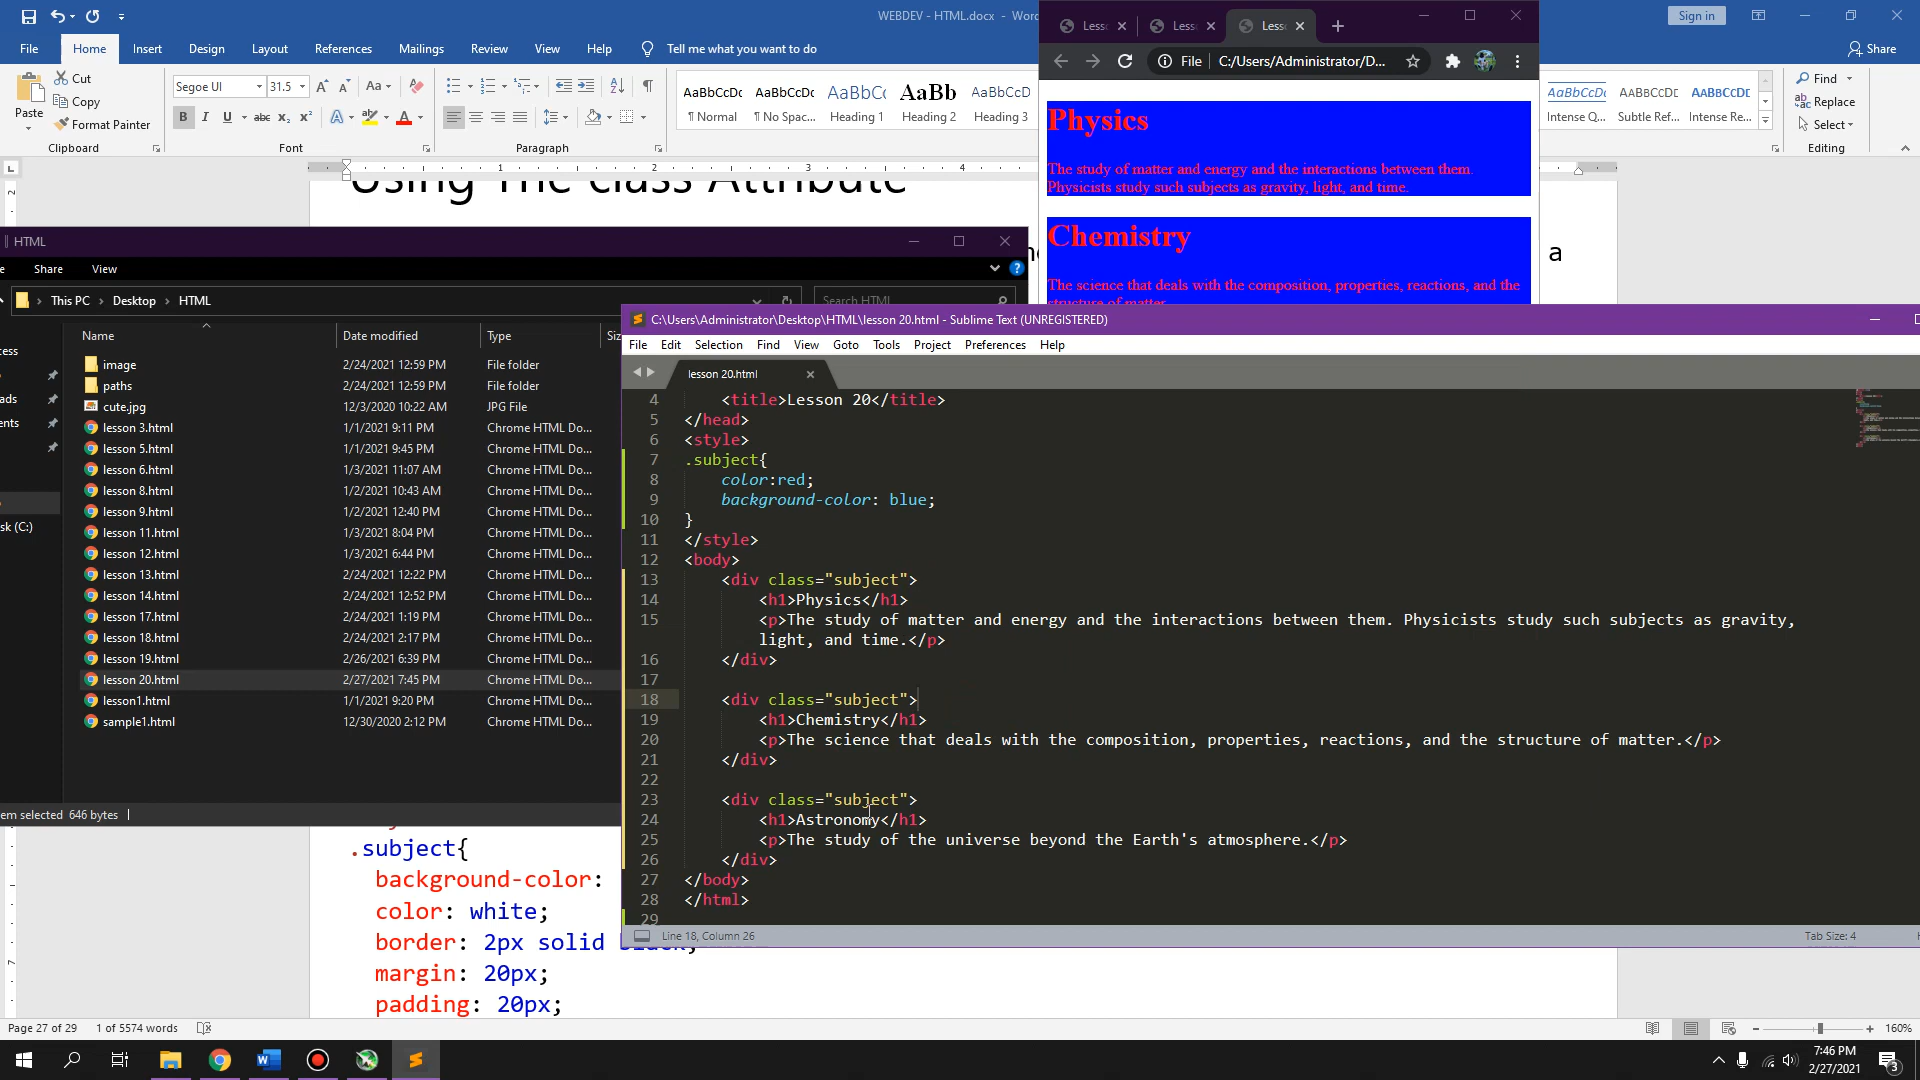 WEBDEV - HTML.docx - Wor
Sign in
File Home Insert Design Layout References Mailings Review View Help Tell me what you want to do
Share
Paste
Cut
Copy
Format Painter
Clipboard
Segoe UI 31.5
Font
Paragraph
AaBbCcDc AaBbCcDc AaBbCc AaBb AaBbCcD
¶ Normal ¶ No Spac... Heading 1 Heading 2 Heading 3
AaBbCcDc AaBbCcDc AaBbCcDc
Intense Q... Subtle Ref... Intense Re...
Find
Replace
Select
Editing
Using The class Attribute
a
Lesso
Lesso
Lesso
File C:/Users/Administrator/D...
Physics
The study of matter and energy and the interactions between them.
Physicists study such subjects as gravity, light, and time.
Chemistry
The science that deals with the composition, properties, reactions, and the
structure of matter.
HTML
Share View
This PC Desktop HTML
Search HTML
Name Date modified Type Siz
image 2/24/2021 12:59 PM File folder
paths 2/24/2021 12:59 PM File folder
cute.jpg 12/3/2020 10:22 AM JPG File
lesson 3.html 1/1/2021 9:11 PM Chrome HTML Do...
lesson 5.html 1/1/2021 9:45 PM Chrome HTML Do...
lesson 6.html 1/3/2021 11:07 AM Chrome HTML Do...
lesson 8.html 1/2/2021 10:43 AM Chrome HTML Do...
lesson 9.html 1/2/2021 12:40 PM Chrome HTML Do...
lesson 11.html 1/3/2021 8:04 PM Chrome HTML Do...
lesson 12.html 1/3/2021 6:44 PM Chrome HTML Do...
lesson 13.html 2/24/2021 12:22 PM Chrome HTML Do...
lesson 14.html 2/24/2021 12:52 PM Chrome HTML Do...
lesson 17.html 2/24/2021 1:19 PM Chrome HTML Do...
lesson 18.html 2/24/2021 2:17 PM Chrome HTML Do...
lesson 19.html 2/26/2021 6:39 PM Chrome HTML Do...
lesson 20.html 2/27/2021 7:45 PM Chrome HTML Do...
lesson1.html 1/1/2021 9:20 PM Chrome HTML Do...
sample1.html 12/30/2020 2:12 PM Chrome HTML Do...
cess
ads
ents
sk (C:)
em selected 646 bytes
C:\Users\Administrator\Desktop\HTML\lesson 20.html - Sublime Text (UNREGISTERED)
File Edit Selection Find View Goto Tools Project Preferences Help
lesson 20.html
4 <title>Lesson 20</title>
5 </head>
6 <style>
7 .subject{
8 color:red;
9 background-color: blue;
10 }
11 </style>
12 <body>
13 <div class="subject">
14 <h1>Physics</h1>
15 <p>The study of matter and energy and the interactions between them. Physicists study such subjects as gravity,
light, and time.</p>
16 </div>
17
18 <div class="subject">
19 <h1>Chemistry</h1>
20 <p>The science that deals with the composition, properties, reactions, and the structure of matter.</p>
21 </div>
22
23 <div class="subject">
24 <h1>Astronomy</h1>
25 <p>The study of the universe beyond the Earth's atmosphere.</p>
26 </div>
27 </body>
28 </html>
29
Line 18, Column 26
Tab Size: 4
.subject{
background-color:
color: white;
border: 2px solid black;
margin: 20px;
padding: 20px;
Page 27 of 29 1 of 5574 words
160%
7:46 PM
2/27/2021
3